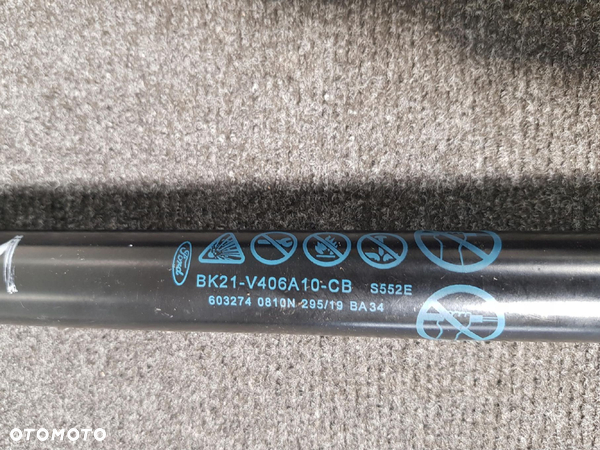 Ford
BK21-V406A10-CB S552E
603274 0810N 295/19 BA34
OTOMOTO